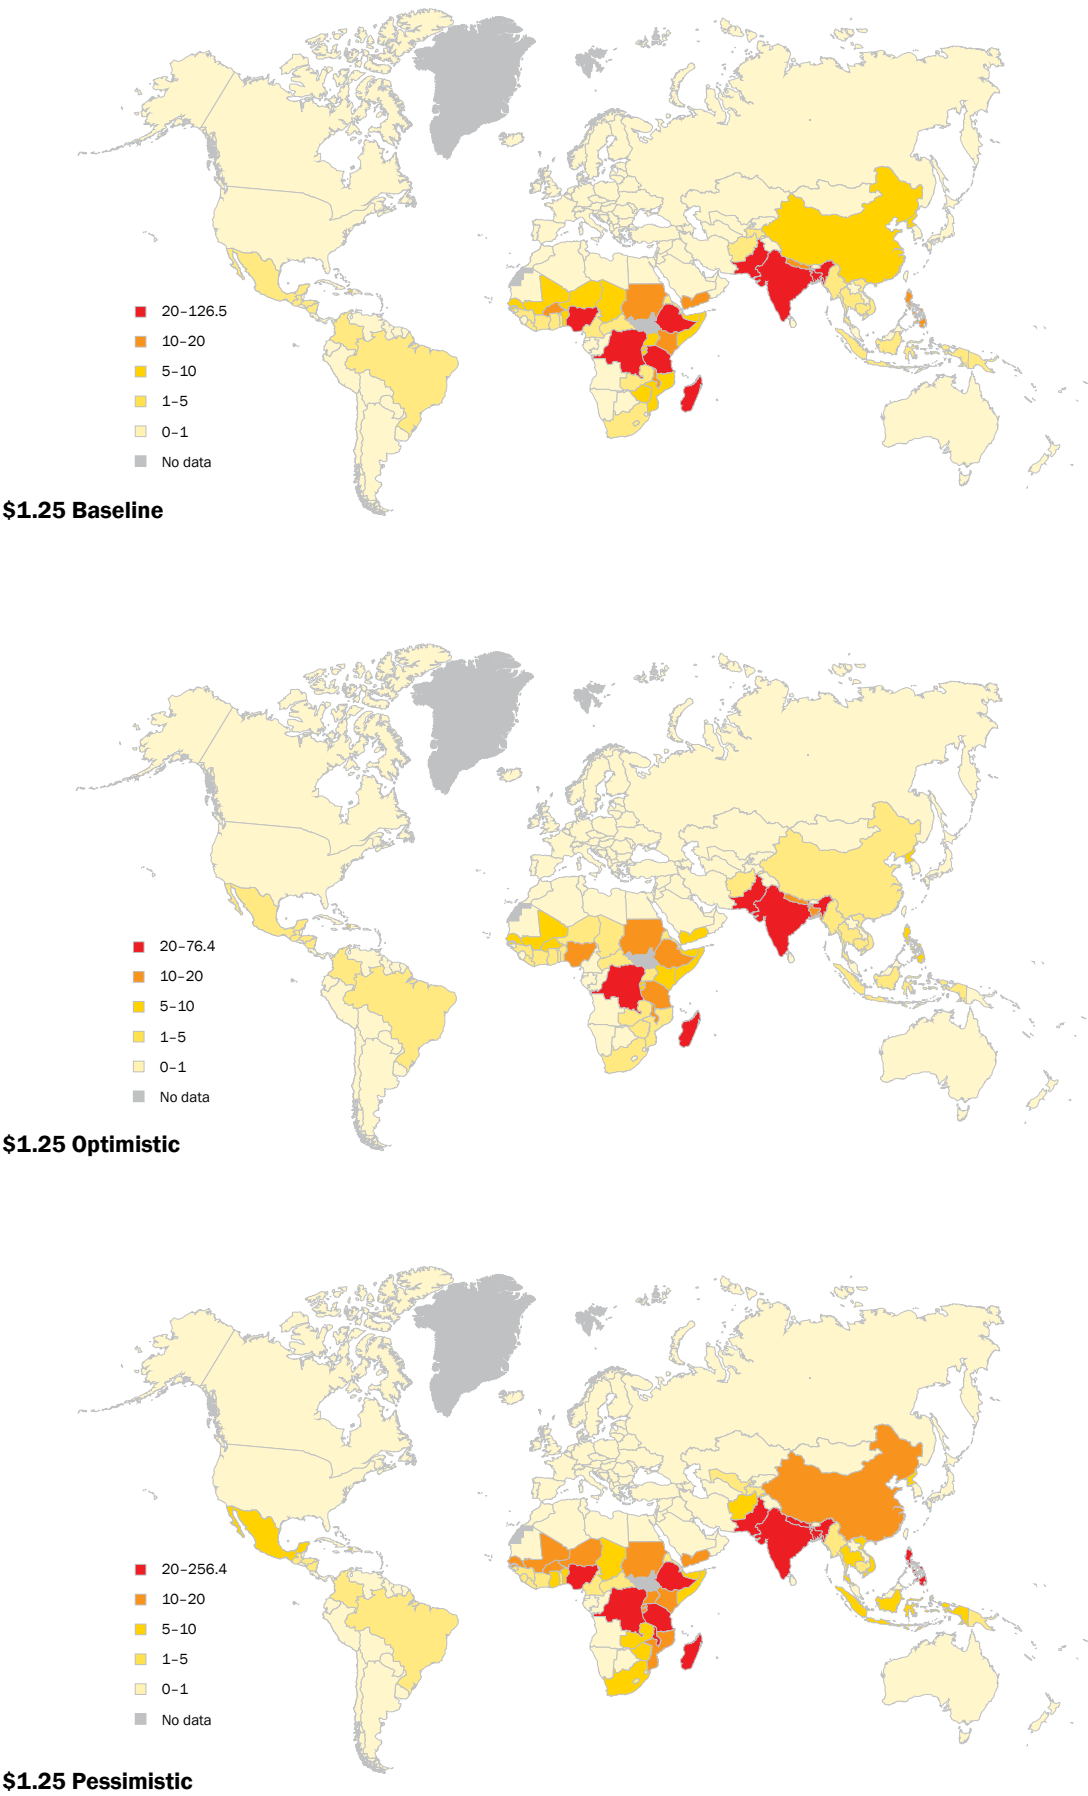 20–126.5
10–20
5–10
1–5
0–1
No data
$1.25 Baseline
20–76.4
10–20
5–10
1–5
0–1
No data
$1.25 Optimistic
20–256.4
10–20
5–10
1–5
0–1
No data
$1.25 Pessimistic